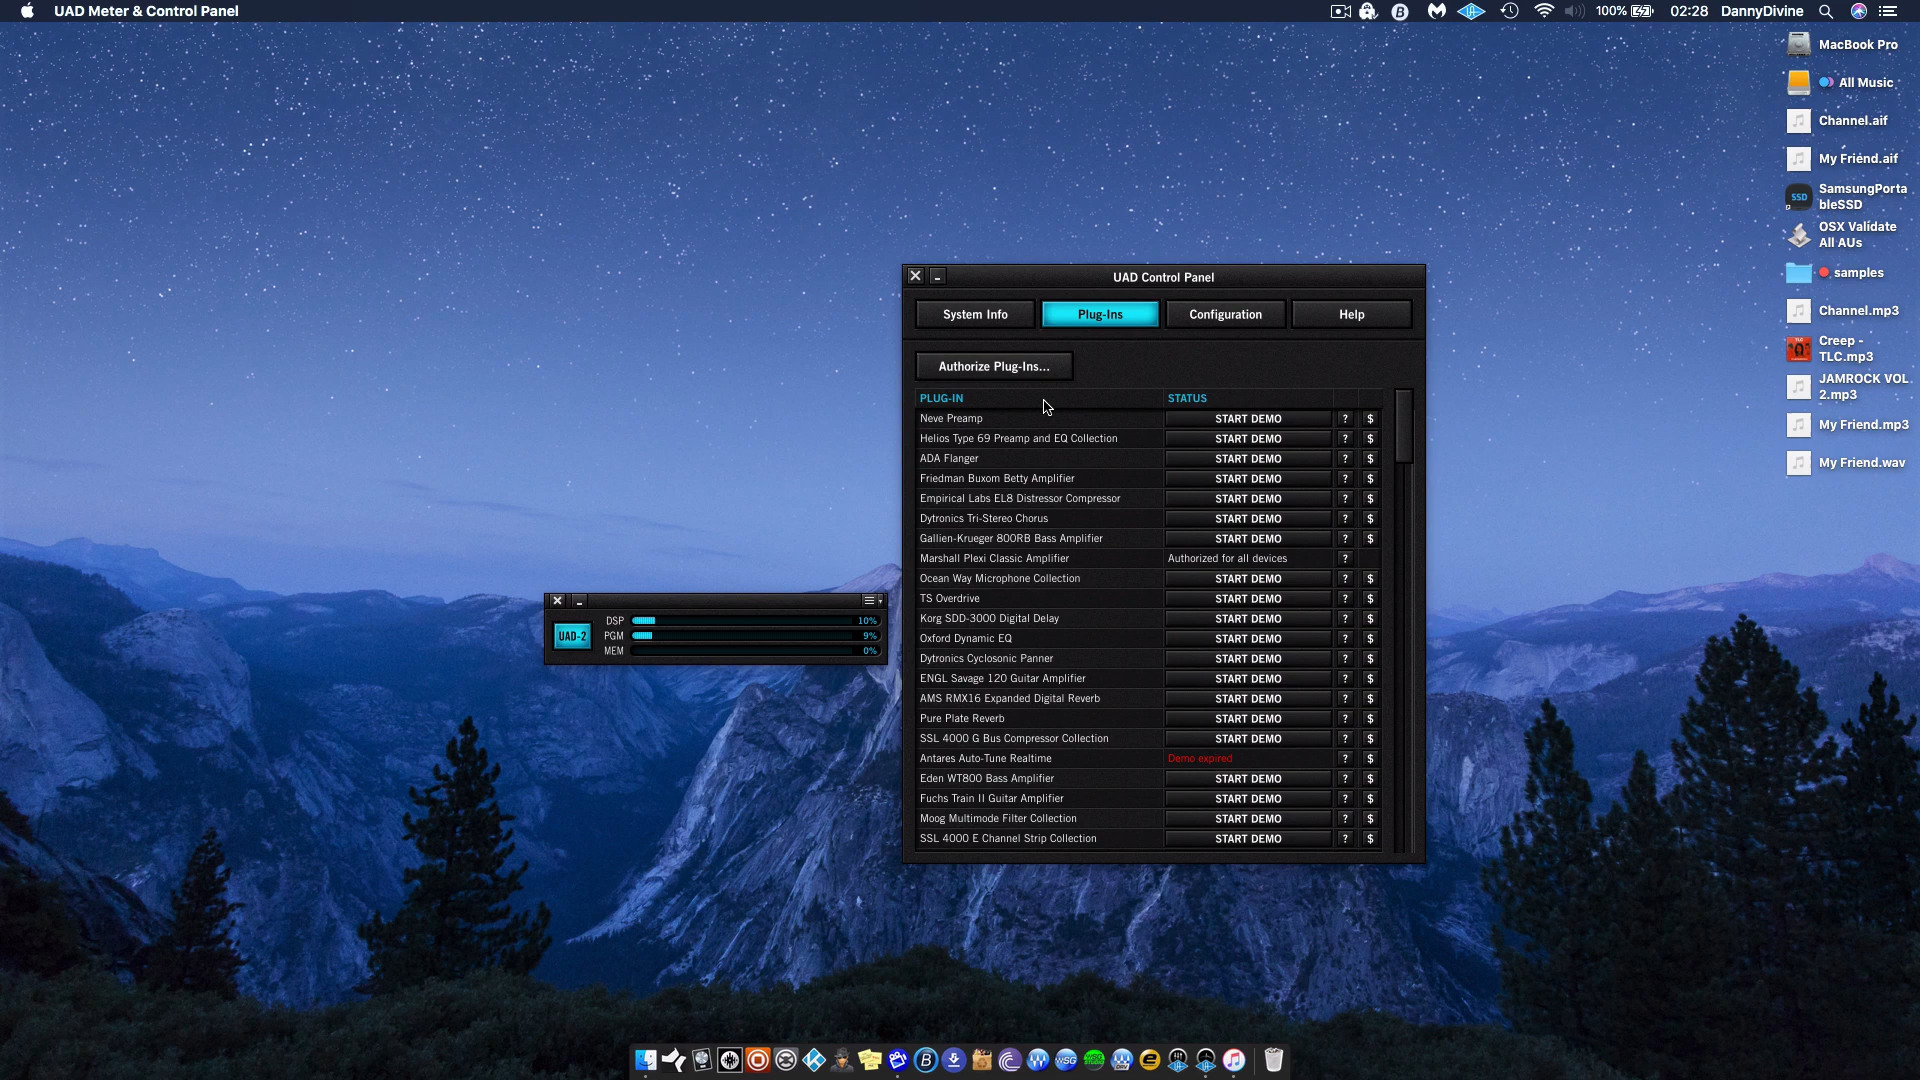 UAD Meter & Control Panel
100%
02:28
DannyDivine
MacBook Pro
All Music
Channel.aif
My Friend.aif
SSD
SamsungPorta
bleSSD
OSX Validate
All AUs
samples
Channel.mp3
Creep -
TLC.mp3
JAMROCK VOL
2.mp3
My Friend.mp3
My Friend.wav
UAD Control Panel
System Info
Plug-Ins
Configuration
Help
Authorize Plug-Ins...
PLUG-IN STATUS
Neve Preamp START DEMO ? $
Helios Type 69 Preamp and EQ Collection START DEMO ? $
ADA Flanger START DEMO ? $
Friedman Buxom Betty Amplifier START DEMO ? $
Empirical Labs EL8 Distressor Compressor START DEMO ? $
Dytronics Tri-Stereo Chorus START DEMO ? $
Gallien-Krueger 800RB Bass Amplifier START DEMO ? $
Marshall Plexi Classic Amplifier Authorized for all devices ?
Ocean Way Microphone Collection START DEMO ? $
TS Overdrive START DEMO ? $
Korg SDD-3000 Digital Delay START DEMO ? $
Oxford Dynamic EQ START DEMO ? $
Dytronics Cyclosonic Panner START DEMO ? $
ENGL Savage 120 Guitar Amplifier START DEMO ? $
AMS RMX16 Expanded Digital Reverb START DEMO ? $
Pure Plate Reverb START DEMO ? $
SSL 4000 G Bus Compressor Collection START DEMO ? $
Antares Auto-Tune Realtime Demo expired ? $
Eden WT800 Bass Amplifier START DEMO ? $
Fuchs Train II Guitar Amplifier START DEMO ? $
Moog Multimode Filter Collection START DEMO ? $
SSL 4000 E Channel Strip Collection START DEMO ? $
UAD-2
DSP 10%
PGM 9%
MEM 0%